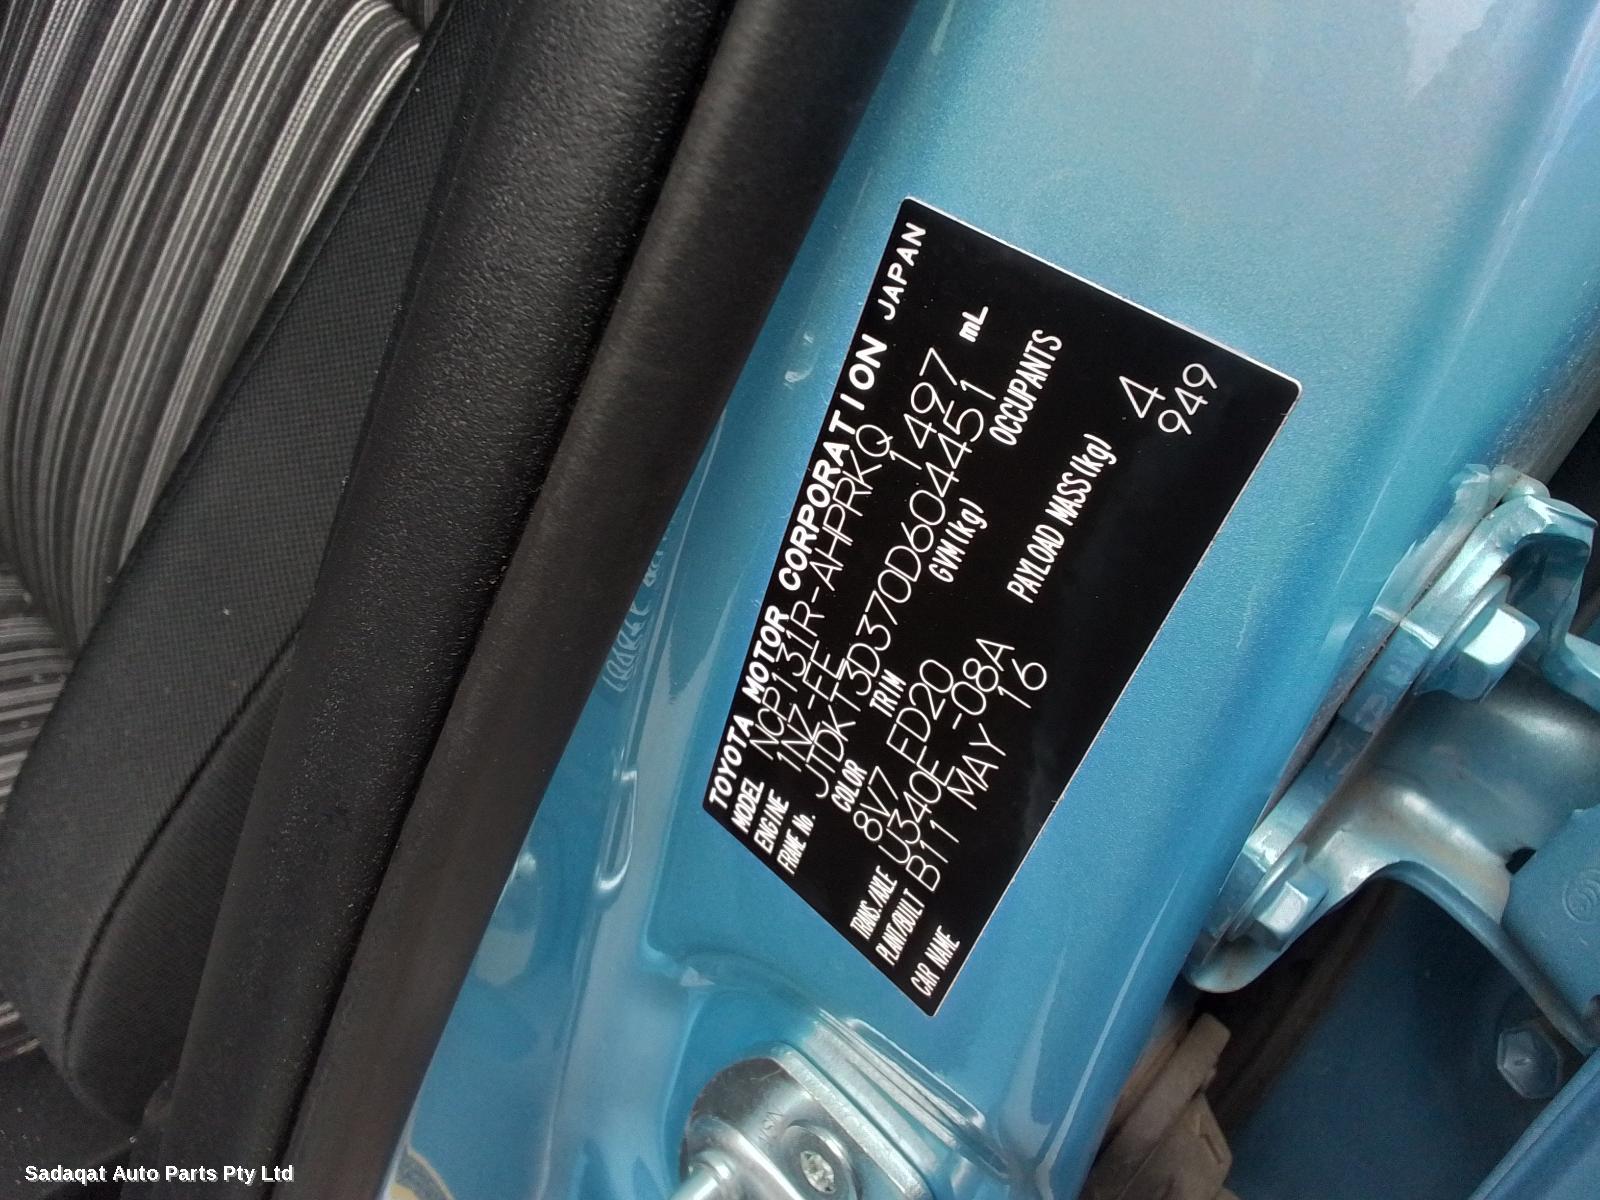 TOYOTA MOTOR CORPORATION JAPAN
MODEL NCP131R-AHPRKQ
ENGINE 1NZ-FE 1497 mL
FRAME No. JTDKT3D370D604451
COLOR TRIM GVM(kg) OCCUPANTS
8V7 ED20
TRNS./AXLE U340E -08A PAYLOAD MASS(kg) 4
PLANT/BUILT B11 MAY 16 949
CAR NAME
Sadaqat Auto Parts Pty Ltd